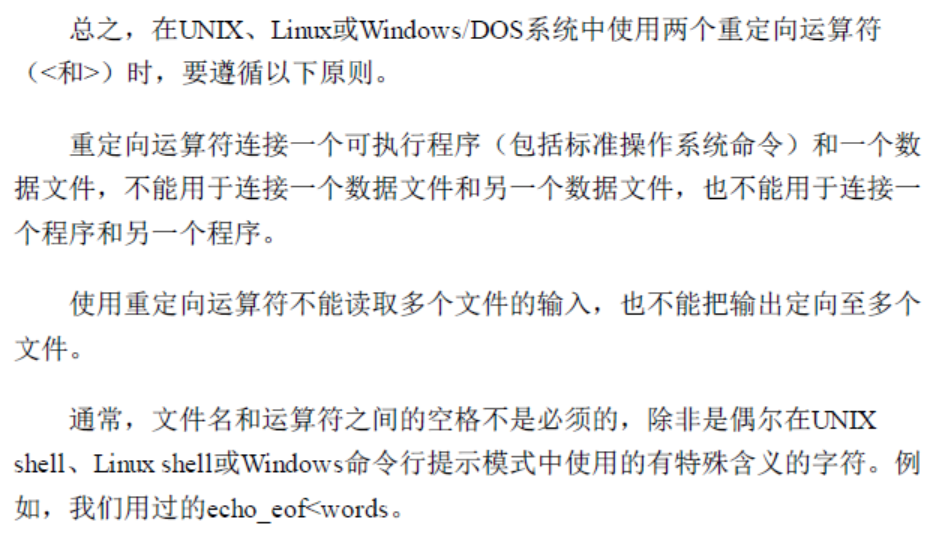 总之，在UNIX、Linux或Windows/DOS系统中使用两个重定向运算符
（<和>）时，要遵循以下原则。
重定向运算符连接一个可执行程序（包括标准操作系统命令）和一个数
据文件，不能用于连接一个数据文件和另一个数据文件，也不能用于连接一
个程序和另一个程序。
使用重定向运算符不能读取多个文件的输入，也不能把输出定向至多个
文件。
通常，文件名和运算符之间的空格不是必须的，除非是偶尔在UNIX
shell、Linux shell或Windows命令行提示模式中使用的有特殊含义的字符。例
如，我们用过的echo_eof<words。